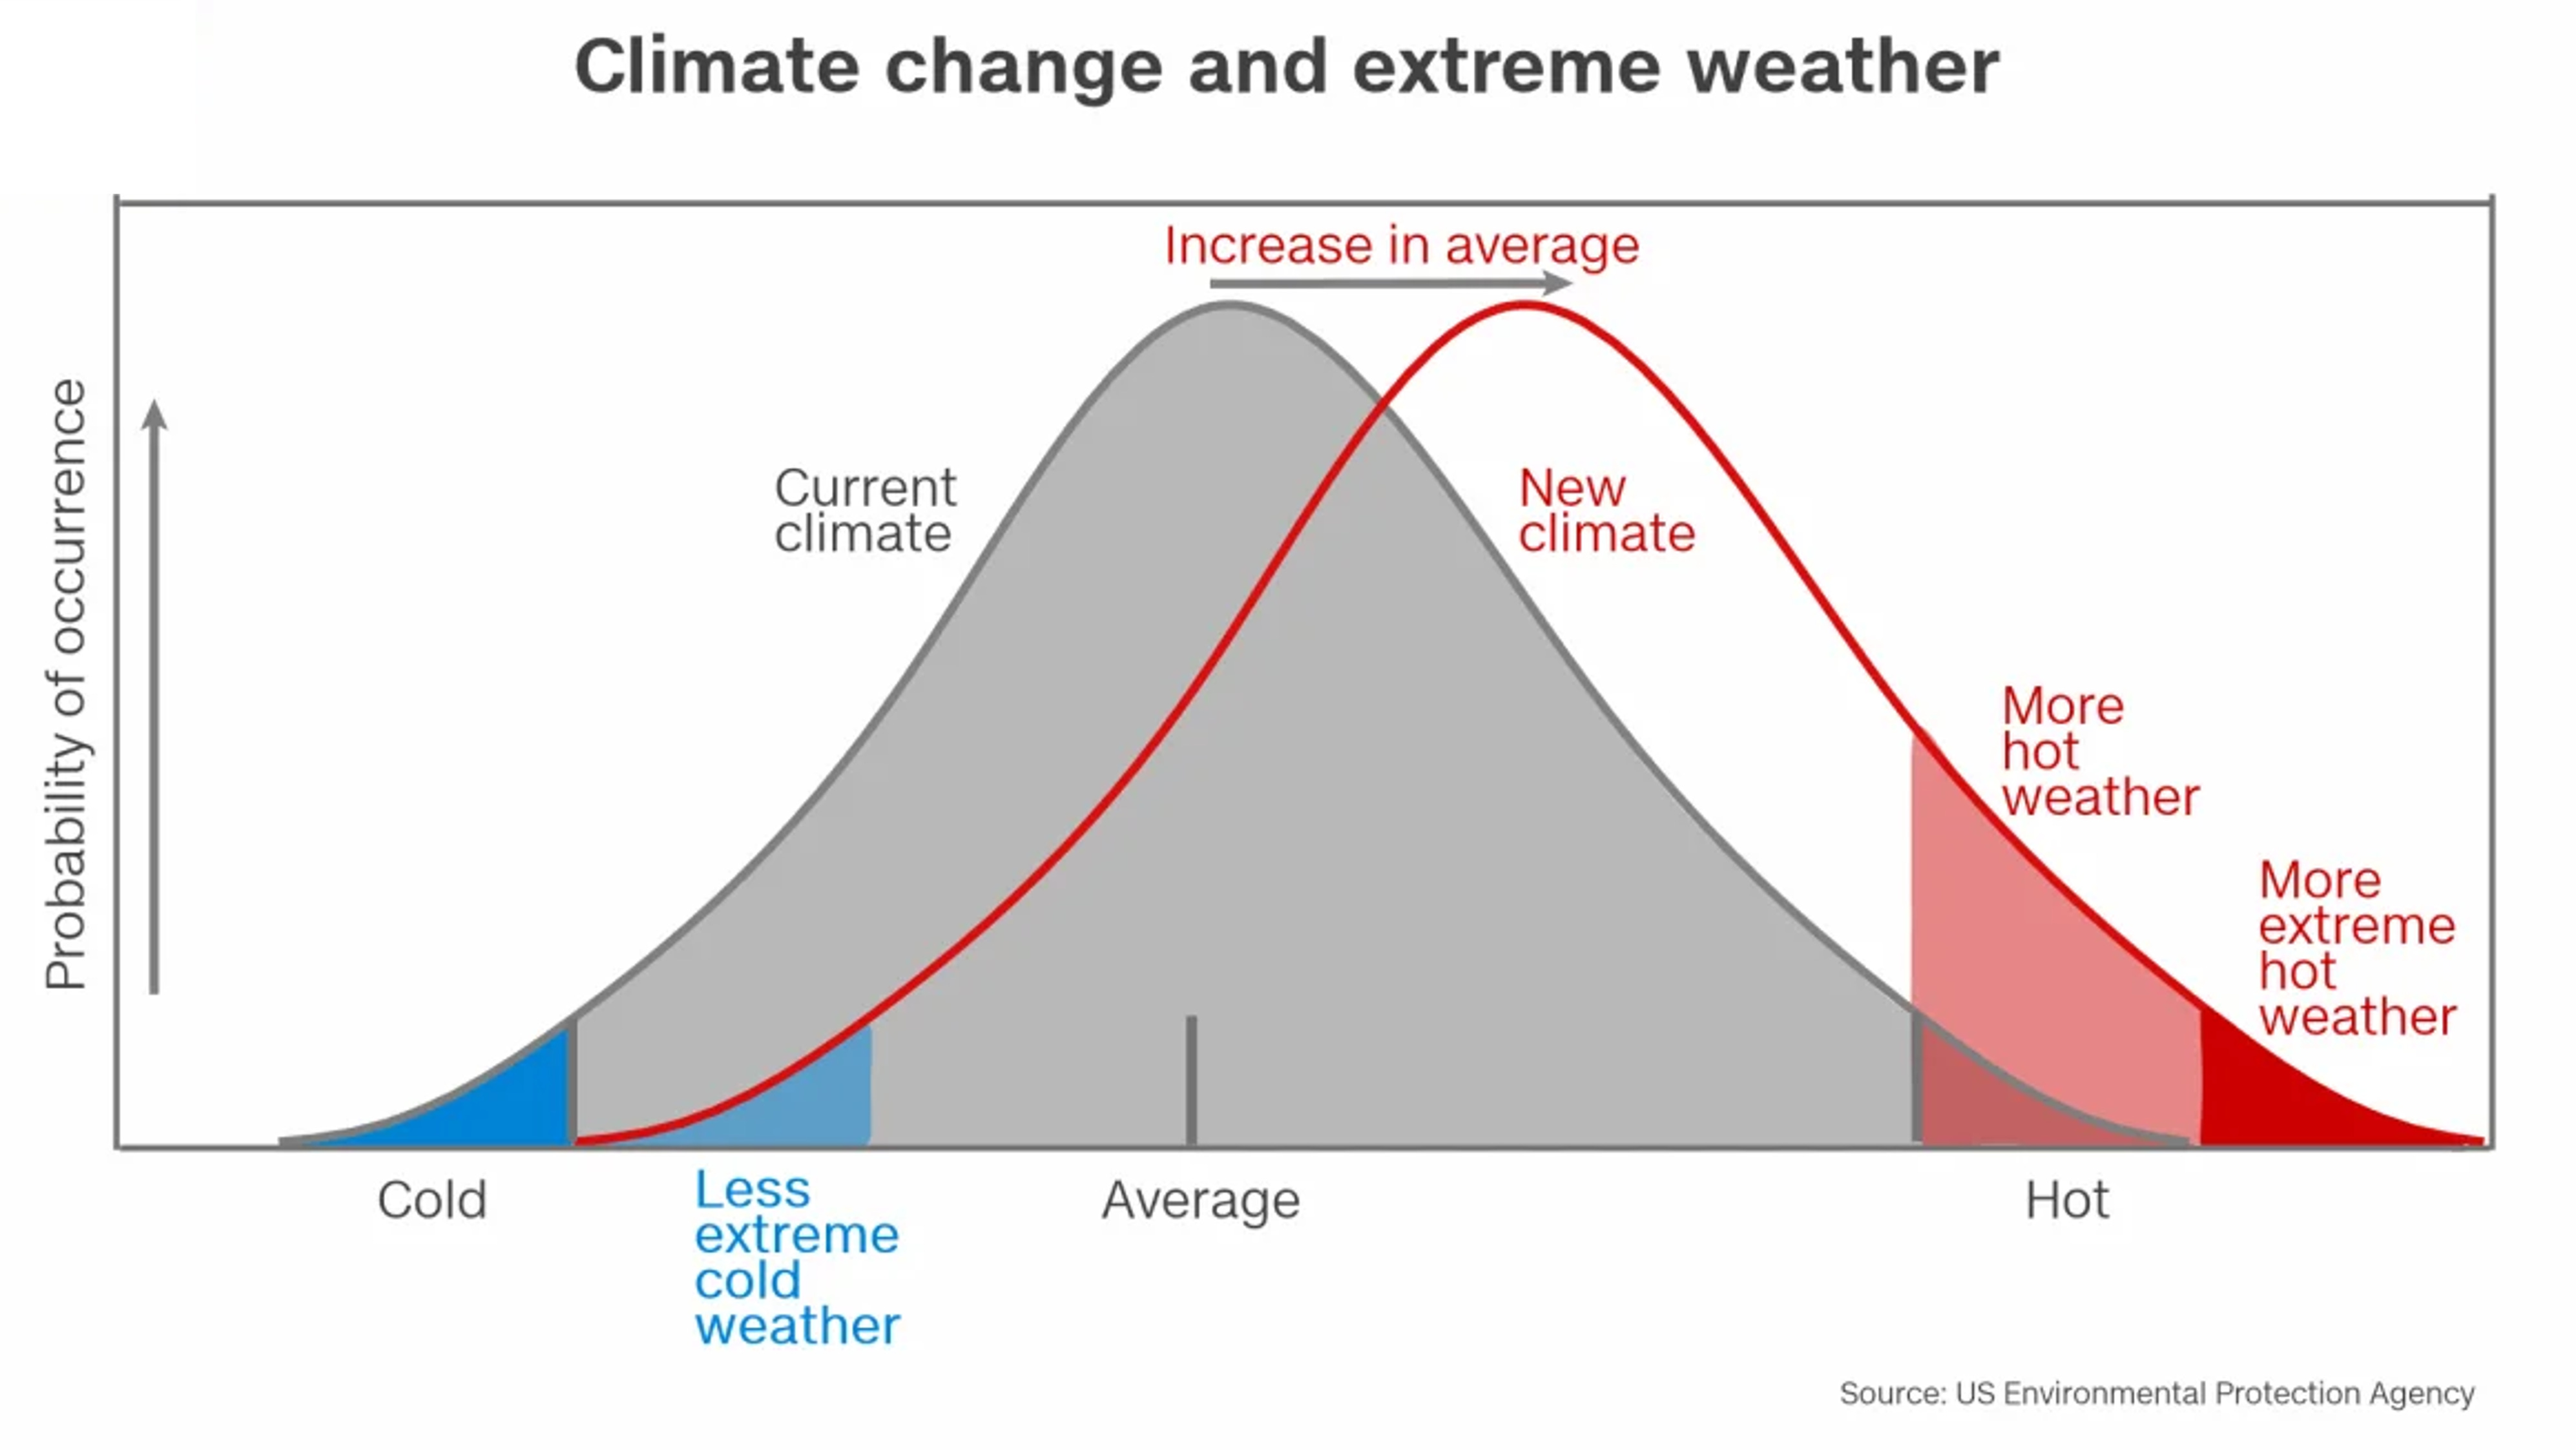 Climate change and extreme weather
Increase in average
Probability of occurrence
Current
climate
New
climate
More
hot
weather
More
extreme
hot
weather
Cold
Less
extreme
cold
weather
Average
Hot
Source: US Environmental Protection Agency